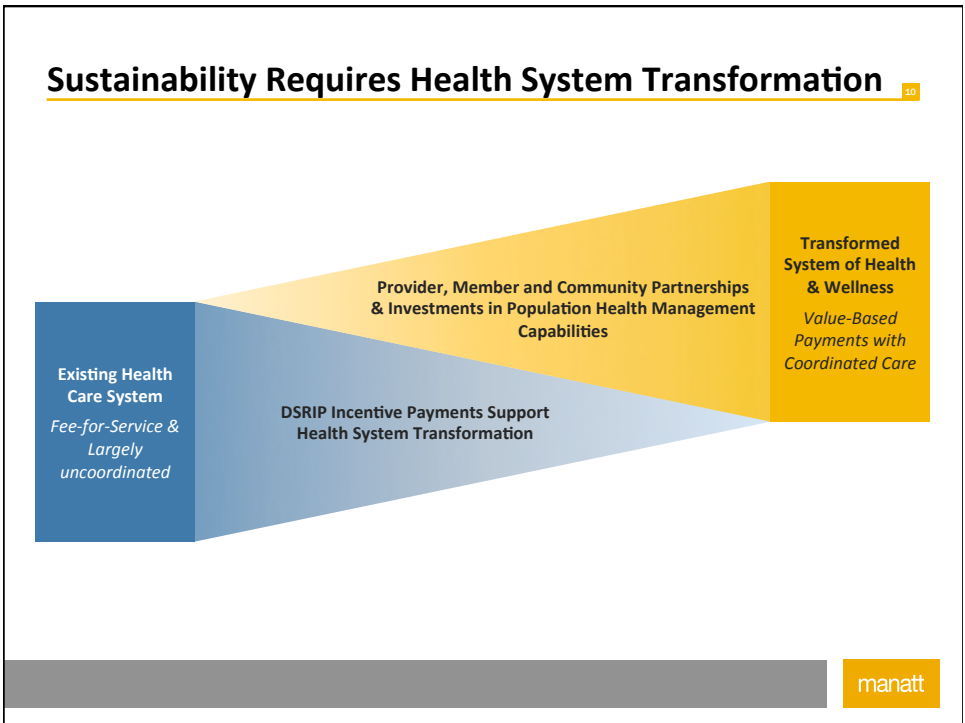 Sustainability Requires Health System Transformation
10
Transformed
System of Health
& Wellness
Value-Based
Payments with
Coordinated Care
Provider, Member and Community Partnerships
& Investments in Population Health Management
Capabilities
Existing Health
Care System
Fee-for-Service &
Largely
uncoordinated
DSRIP Incentive Payments Support
Health System Transformation
manatt